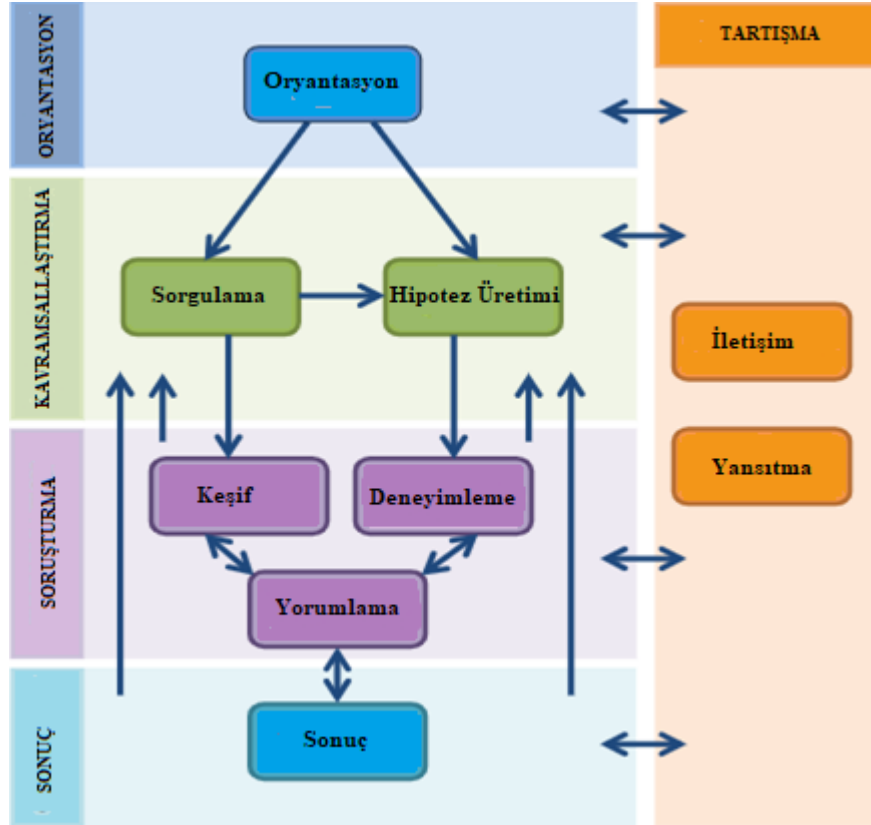 ORYANTASYON
Oryantasyon
TARTIŞMA
KAVRAMSALLAŞTIRMA
Sorgulama
Hipotez Üretimi
İletişim
Yansıtma
SORUŞTURMA
Keşif
Deneyimleme
Yorumlama
SONUÇ
Sonuç